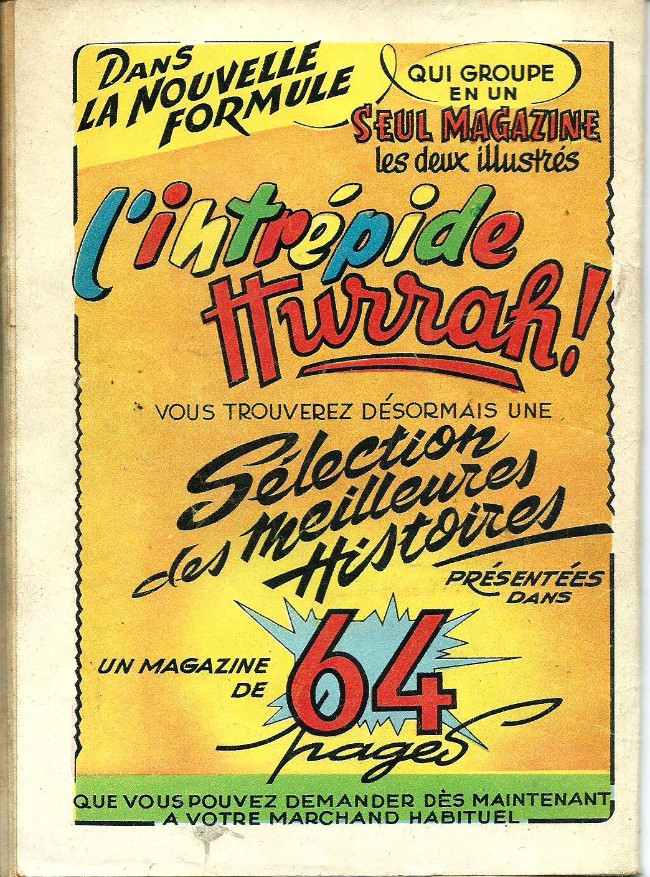 DANS
LA NOUVELLE
FORMULE
QUI GROUPE
EN UN
SEUL MAGAZINE
les deux illustrés
l'intrépide
Hurrah!
VOUS TROUVEREZ DÉSORMAIS UNE
Sélection
des meilleures
Histoires
PRÉSENTÉES
DANS
UN MAGAZINE
DE
64
pages
QUE VOUS POUVEZ DEMANDER DÈS MAINTENANT
A VOTRE MARCHAND HABITUEL